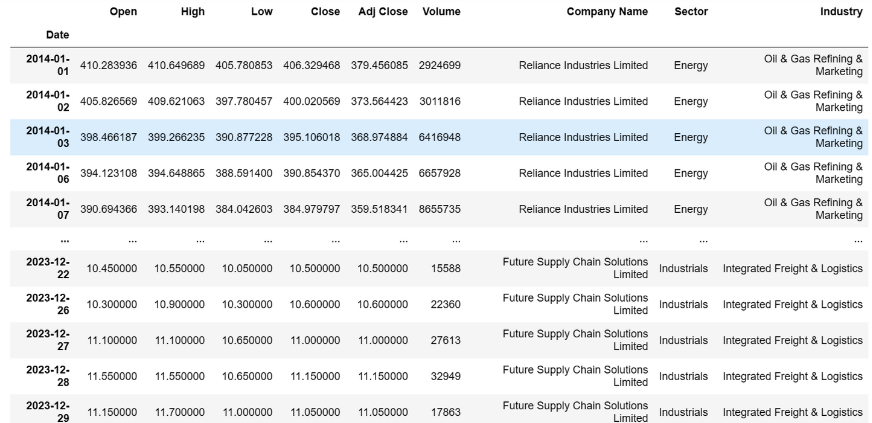 Open High Low Close Adj Close Volume Company Name Sector Industry
Date
2014-01-01 410.283936 410.649689 405.780853 406.329468 379.456085 2924699 Reliance Industries Limited Energy Oil & Gas Refining & Marketing
2014-01-02 405.826569 409.621063 397.780457 400.020569 373.564423 3011816 Reliance Industries Limited Energy Oil & Gas Refining & Marketing
2014-01-03 398.466187 399.266235 390.877228 395.106018 368.974884 6416948 Reliance Industries Limited Energy Oil & Gas Refining & Marketing
2014-01-06 394.123108 394.648865 388.591400 390.854370 365.004425 6657928 Reliance Industries Limited Energy Oil & Gas Refining & Marketing
2014-01-07 390.694366 393.140198 384.042603 384.979797 359.518341 8655735 Reliance Industries Limited Energy Oil & Gas Refining & Marketing
... ... ... ... ... ... ... ... ... ...
2023-12-22 10.450000 10.550000 10.050000 10.500000 10.500000 15588 Future Supply Chain Solutions Limited Industrials Integrated Freight & Logistics
2023-12-26 10.300000 10.900000 10.300000 10.600000 10.600000 22360 Future Supply Chain Solutions Limited Industrials Integrated Freight & Logistics
2023-12-27 11.100000 11.100000 10.650000 11.000000 11.000000 27613 Future Supply Chain Solutions Limited Industrials Integrated Freight & Logistics
2023-12-28 11.550000 11.550000 10.650000 11.150000 11.150000 32949 Future Supply Chain Solutions Limited Industrials Integrated Freight & Logistics
2023-12-29 11.150000 11.700000 11.000000 11.050000 11.050000 17863 Future Supply Chain Solutions Limited Industrials Integrated Freight & Logistics